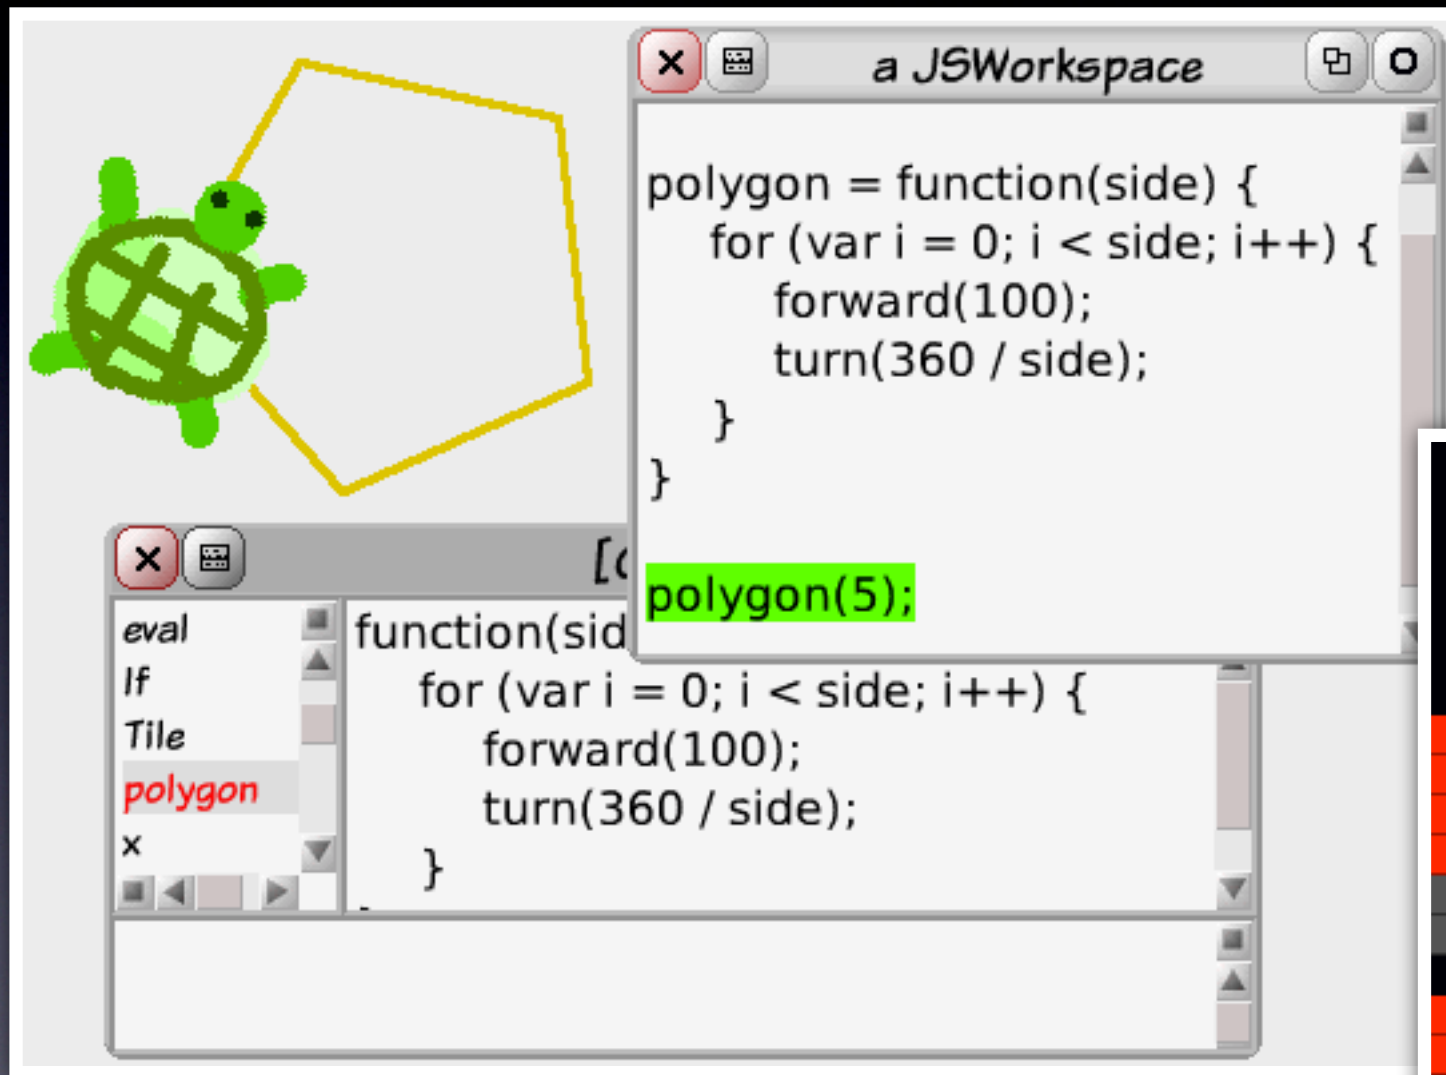 a JSWorkspace
polygon = function(side) {
for (var i = 0; i < side; i++) {
forward(100);
turn(360 / side);
}
}
polygon(5);
eval
If
Tile
polygon
x
function(sid
for (var i = 0; i < side; i++) {
forward(100);
turn(360 / side);
}